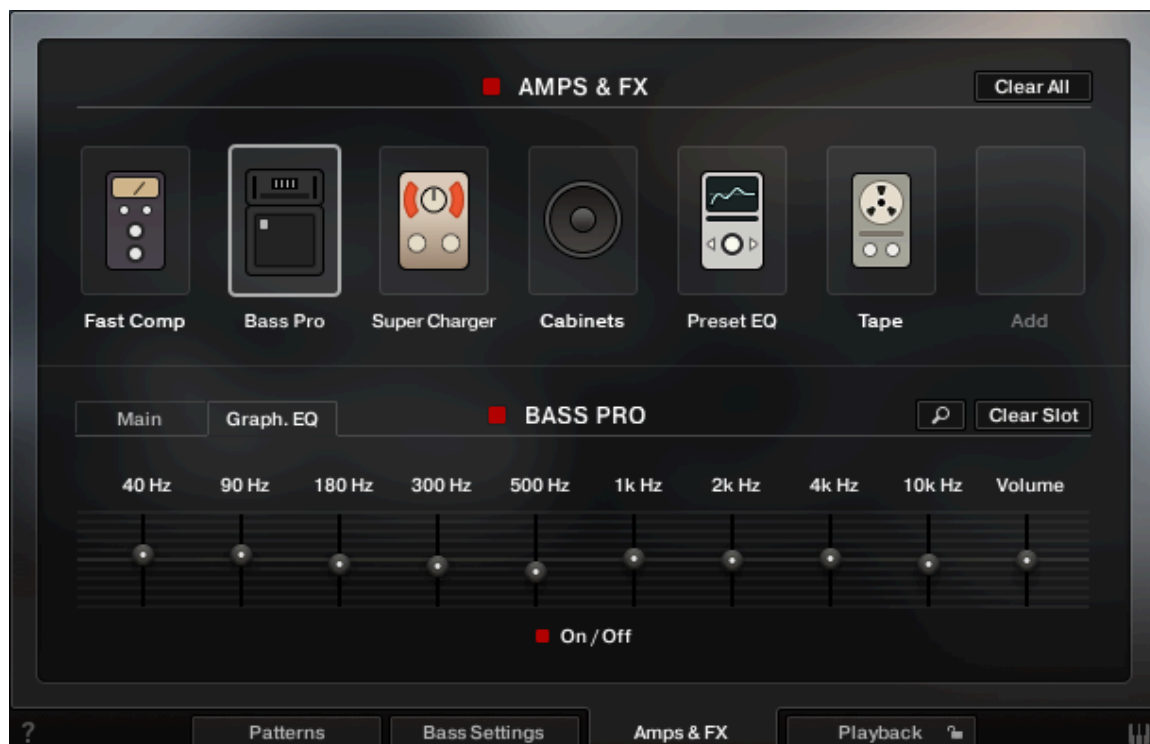 AMPS & FX
Clear All
Fast Comp
Bass Pro
Super Charger
Cabinets
Preset EQ
Tape
Add
Main
Graph. EQ
BASS PRO
Clear Slot
40 Hz 90 Hz 180 Hz 300 Hz 500 Hz 1k Hz 2k Hz 4k Hz 10k Hz Volume
On / Off
?
Patterns
Bass Settings
Amps & FX
Playback